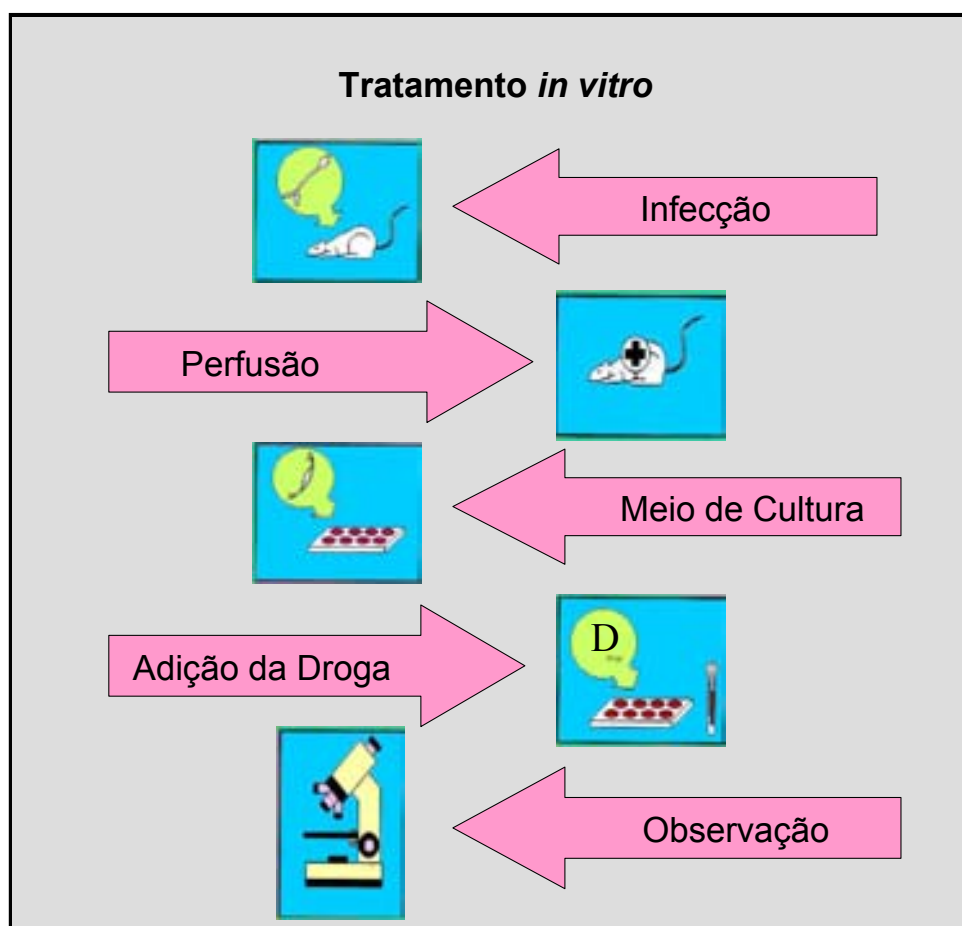 Tratamento in vitro
Infecção
Perfusão
Meio de Cultura
Adição da Droga
D
Observação